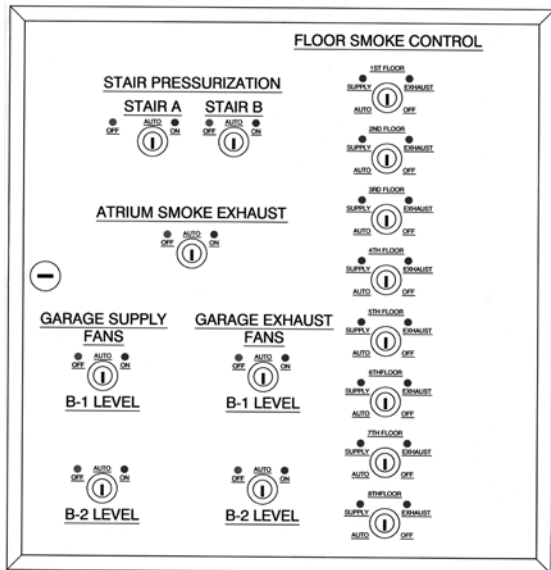 FLOOR SMOKE CONTROL
STAIR PRESSURIZATION
STAIR A STAIR B
OFF AUTO ON OFF AUTO ON
ATRIUM SMOKE EXHAUST
OFF AUTO ON
GARAGE SUPPLY FANS
OFF AUTO ON
B-1 LEVEL
OFF AUTO ON
B-2 LEVEL
GARAGE EXHAUST FANS
OFF AUTO ON
B-1 LEVEL
OFF AUTO ON
B-2 LEVEL
1ST FLOOR
SUPPLY EXHAUST
AUTO OFF
2ND FLOOR
SUPPLY EXHAUST
AUTO OFF
3RD FLOOR
SUPPLY EXHAUST
AUTO OFF
4TH FLOOR
SUPPLY EXHAUST
AUTO OFF
5TH FLOOR
SUPPLY EXHAUST
AUTO OFF
6THFLOOR
SUPPLY EXHAUST
AUTO OFF
7TH FLOOR
SUPPLY EXHAUST
AUTO OFF
8THFLOOR
SUPPLY EXHAUST
AUTO OFF